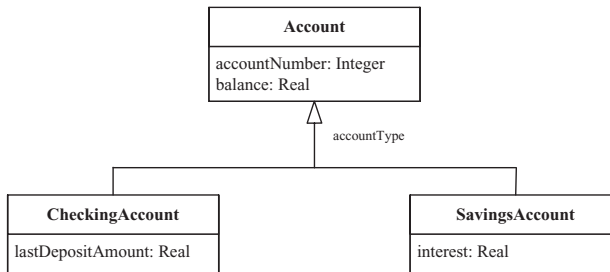 Account
accountNumber: Integer
balance: Real
accountType
CheckingAccount
lastDepositAmount: Real
SavingsAccount
interest: Real